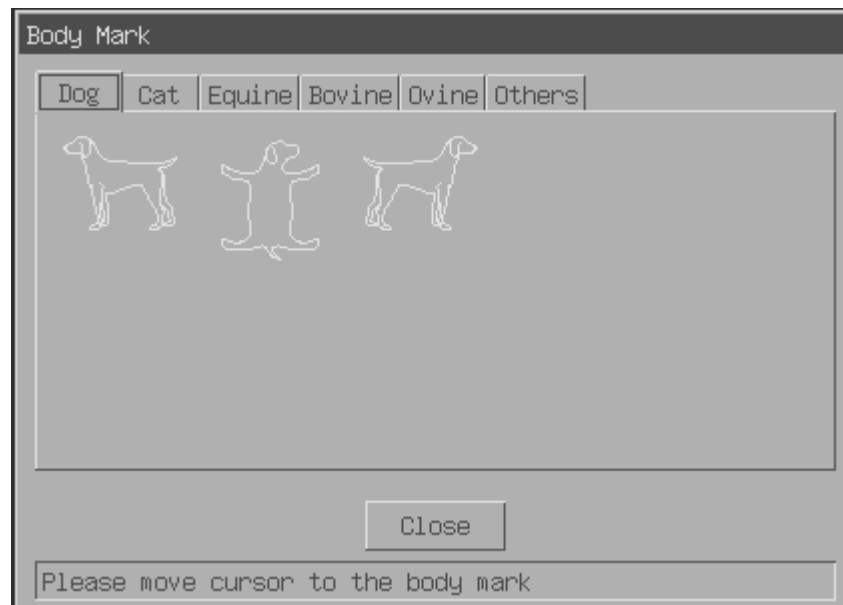 Body Mark
Dog Cat Equine Bovine Ovine Others
Close
Please move cursor to the body mark